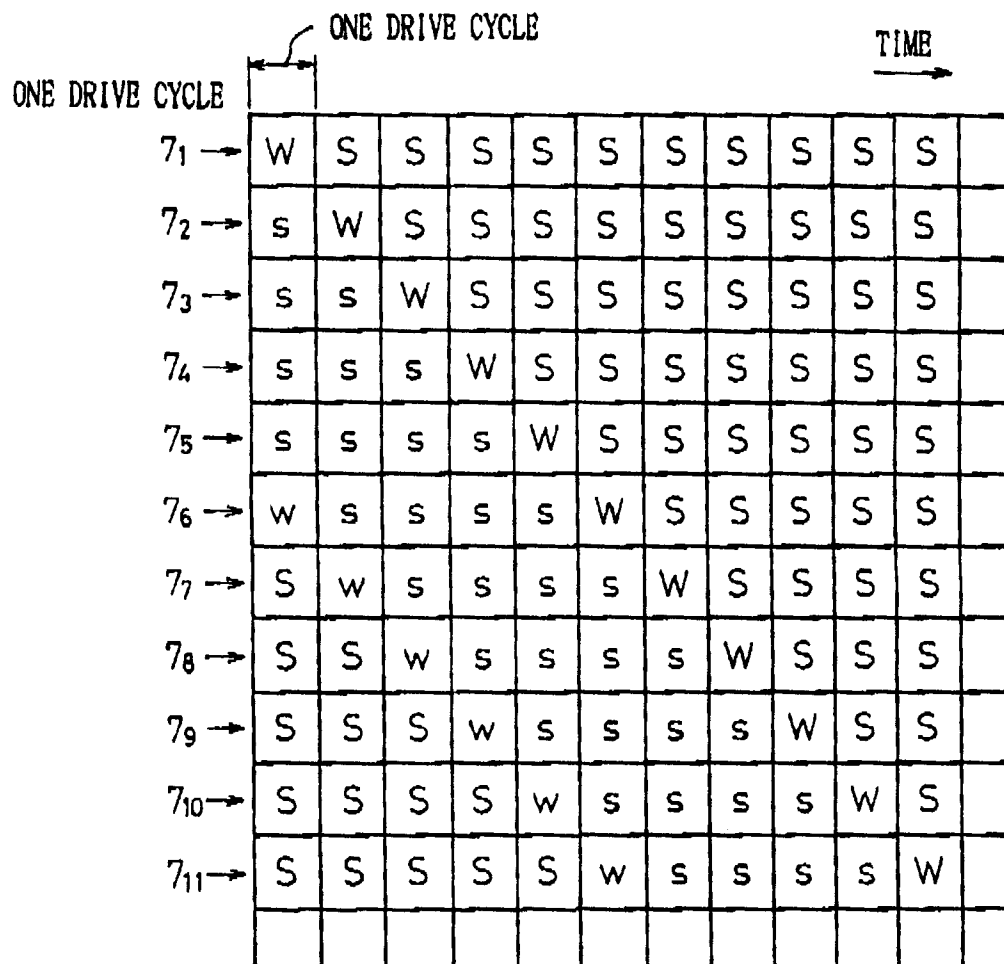 ONE DRIVE CYCLE
TIME
ONE DRIVE CYCLE
7₁ W S S S S S S S S S S
7₂ s W S S S S S S S S S
7₃ s s W S S S S S S S S
7₄ s s s W S S S S S S S
7₅ s s s s W S S S S S S
7₆ w s s s s W S S S S S
7₇ S w s s s s W S S S S
7₈ S S w s s s s W S S S
7₉ S S S w s s s s W S S
7₁₀ S S S S w s s s s W S
7₁₁ S S S S S w s s s s W